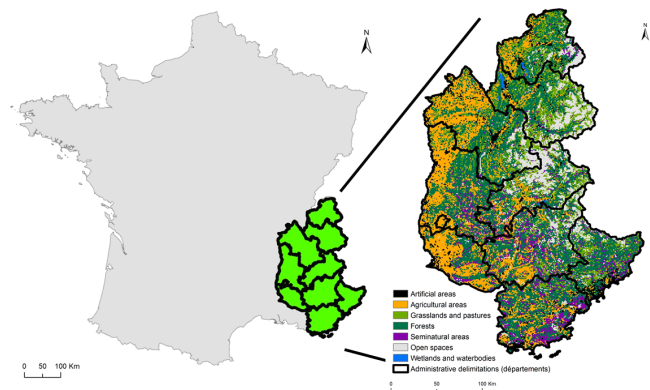 N
N
Artificial areas
Agricultural areas
Grasslands and pastures
Forests
Seminatural areas
Open spaces
Wetlands and waterbodies
Administrative delimitations (départements)
0 50 100 Km
0 50 100 Km